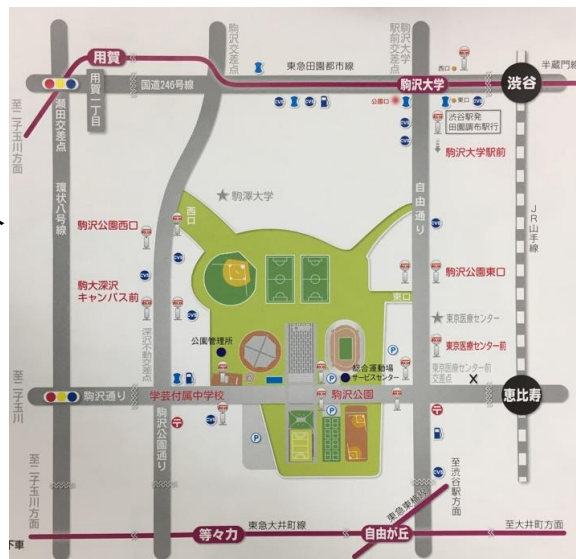 駒沢交差点
駒沢大学
駅前交差点
西口
用賀
東急田園都市線
半蔵門線
国道246号線
駒沢大学
渋谷
至二子玉川方面
用賀一丁目
瀬田交差点
公園口
東口
渋谷駅発
田園調布駅行
駒沢大学駅前
環状八号線
駒澤大学
自由通り
JR山手線
西口
駒沢公園西口
駒沢公園東口
駒大深沢
キャンパス前
東口
東京医療センター
公園管理所
深沢不動交差点
総合運動場
サービスセンター
東京医療センター前
東京医療センター前
交差点
至二子玉川
駒沢通り
学芸付属中学校
駒沢公園
恵比寿
駒沢公園通り
至二子玉川方面
至渋谷駅方面
東急東横線
下車
等々力
東急大井町線
自由が丘
至大井町方面